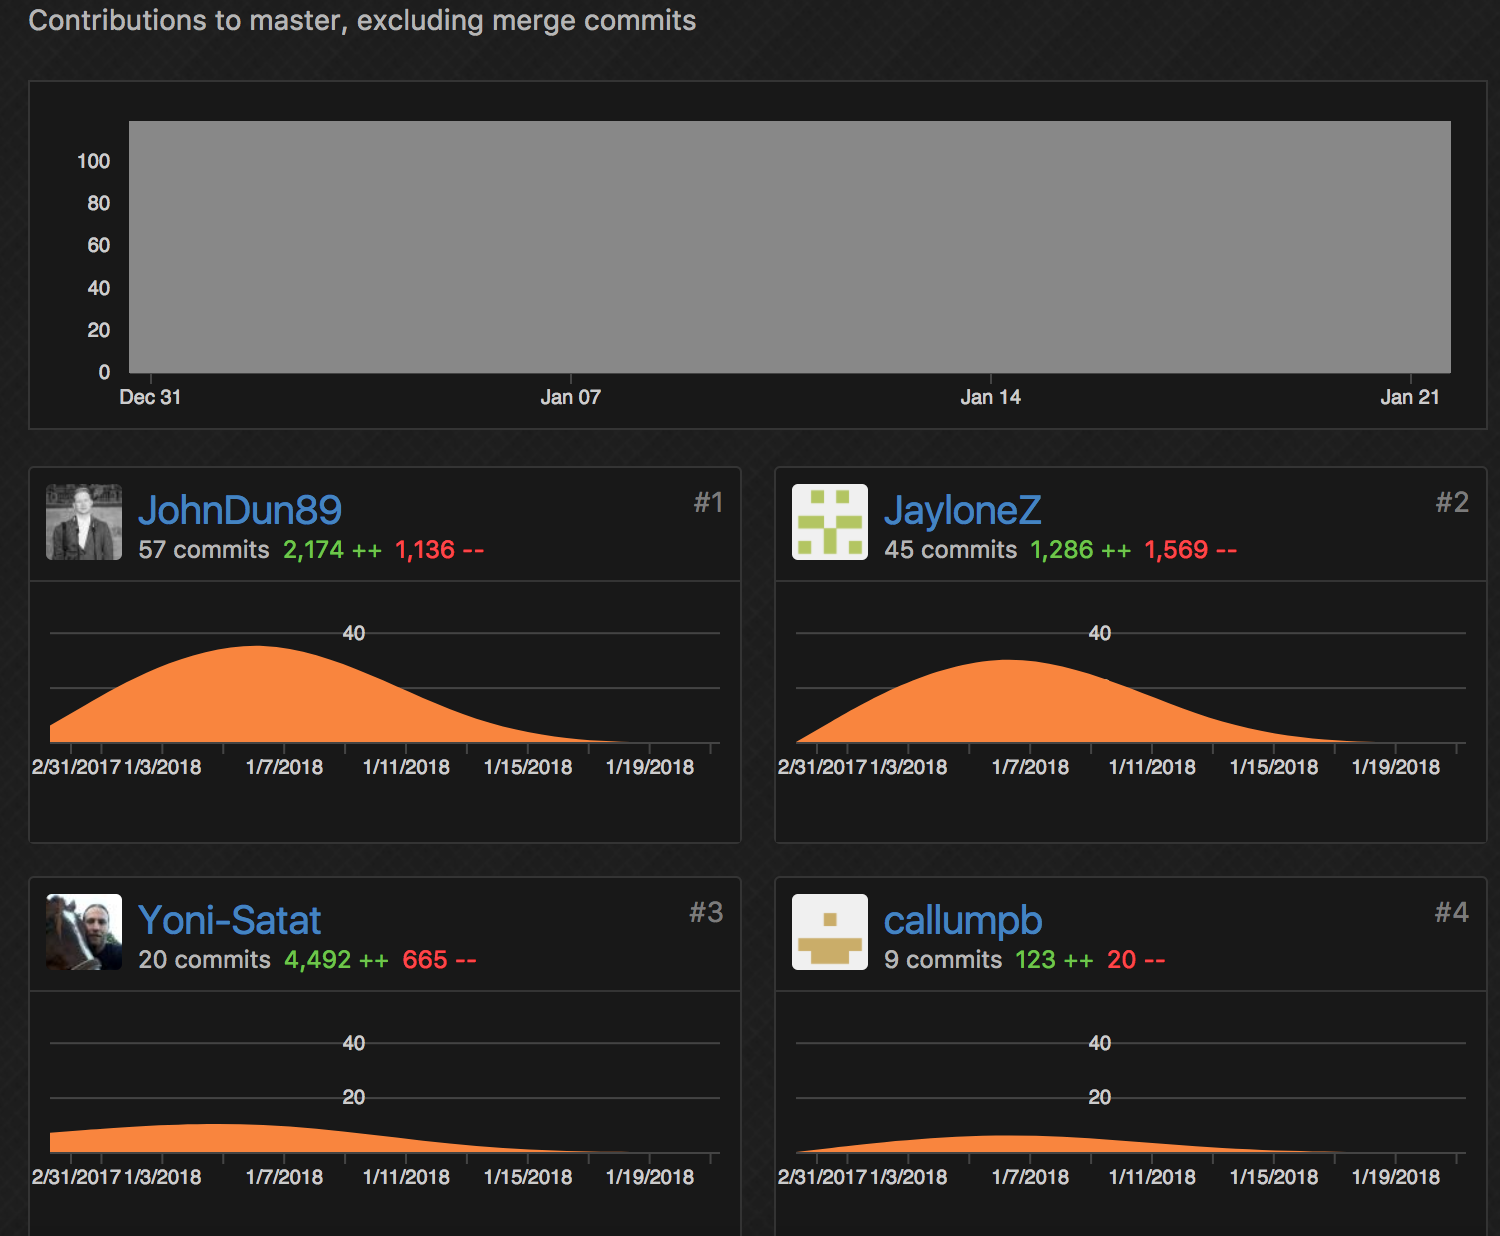 Contributions to master, excluding merge commits
100
80
60
40
20
0
Dec 31 Jan 07 Jan 14 Jan 21
JohnDun89 #1
57 commits 2,174 ++ 1,136 --
40
2/31/2017 1/3/2018 1/7/2018 1/11/2018 1/15/2018 1/19/2018
JayloneZ #2
45 commits 1,286 ++ 1,569 --
40
2/31/2017 1/3/2018 1/7/2018 1/11/2018 1/15/2018 1/19/2018
Yoni-Satat #3
20 commits 4,492 ++ 665 --
40
20
2/31/2017 1/3/2018 1/7/2018 1/11/2018 1/15/2018 1/19/2018
callumpb #4
9 commits 123 ++ 20 --
40
20
2/31/2017 1/3/2018 1/7/2018 1/11/2018 1/15/2018 1/19/2018